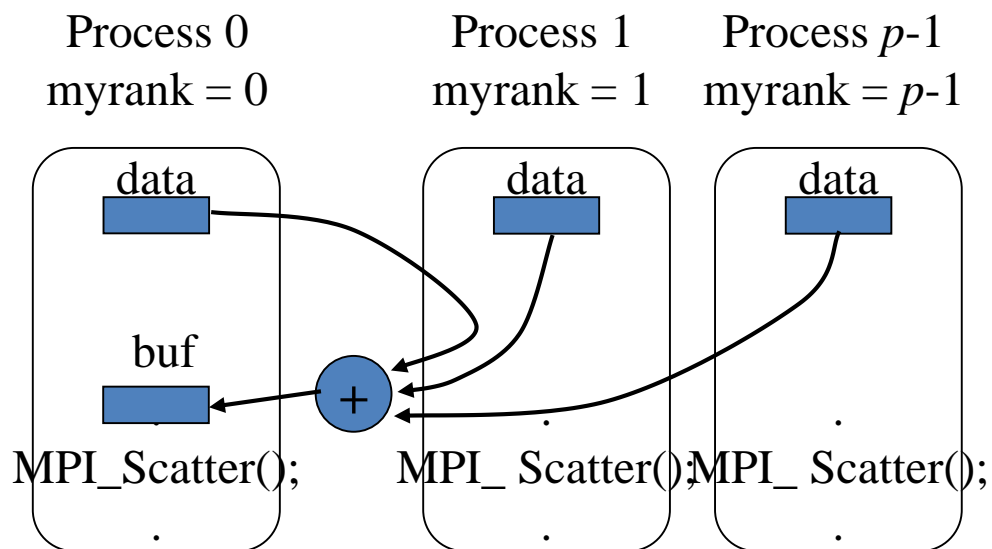 Process 0 Process 1 Process p-1
myrank = 0 myrank = 1 myrank = p-1
data data data
buf
+
. . .
MPI_Scatter(); MPI_ Scatter(); MPI_ Scatter();
. . .